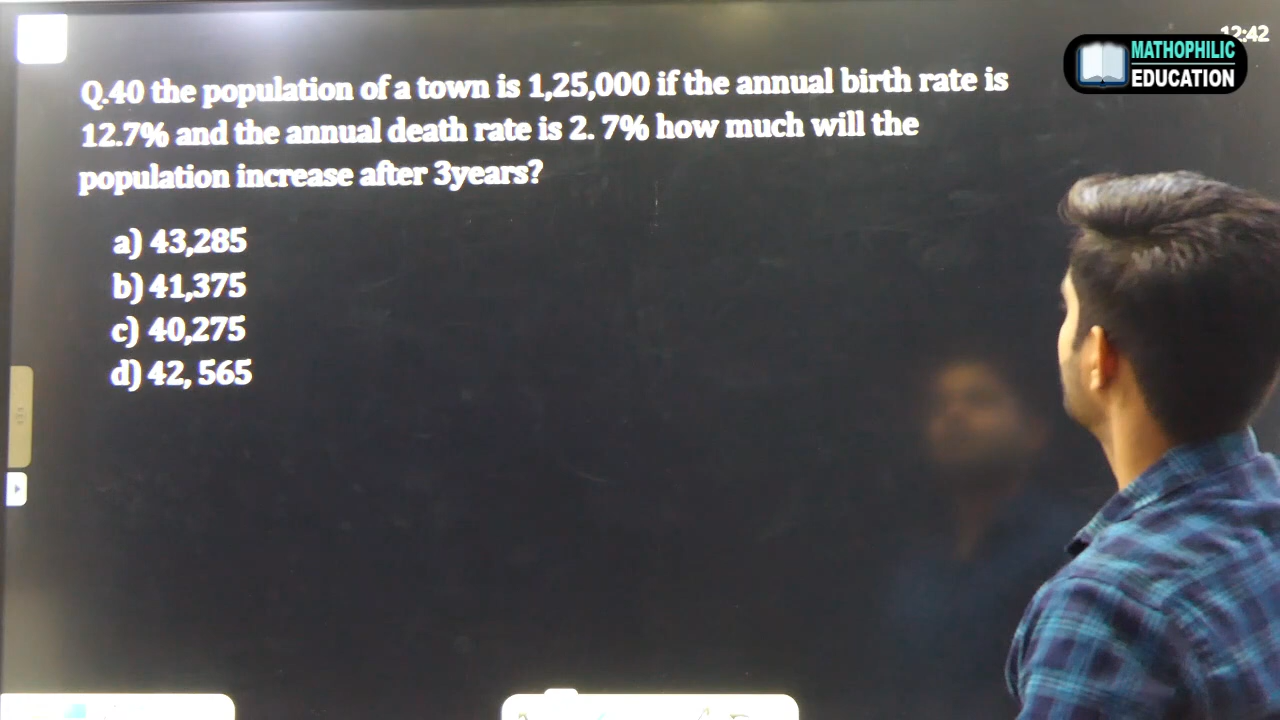 12:42
MATHOPHILIC
EDUCATION
Q.40 the population of a town is 1,25,000 if the annual birth rate is
12.7% and the annual death rate is 2. 7% how much will the
population increase after 3years?
a) 43,285
b) 41,375
c) 40,275
d) 42, 565